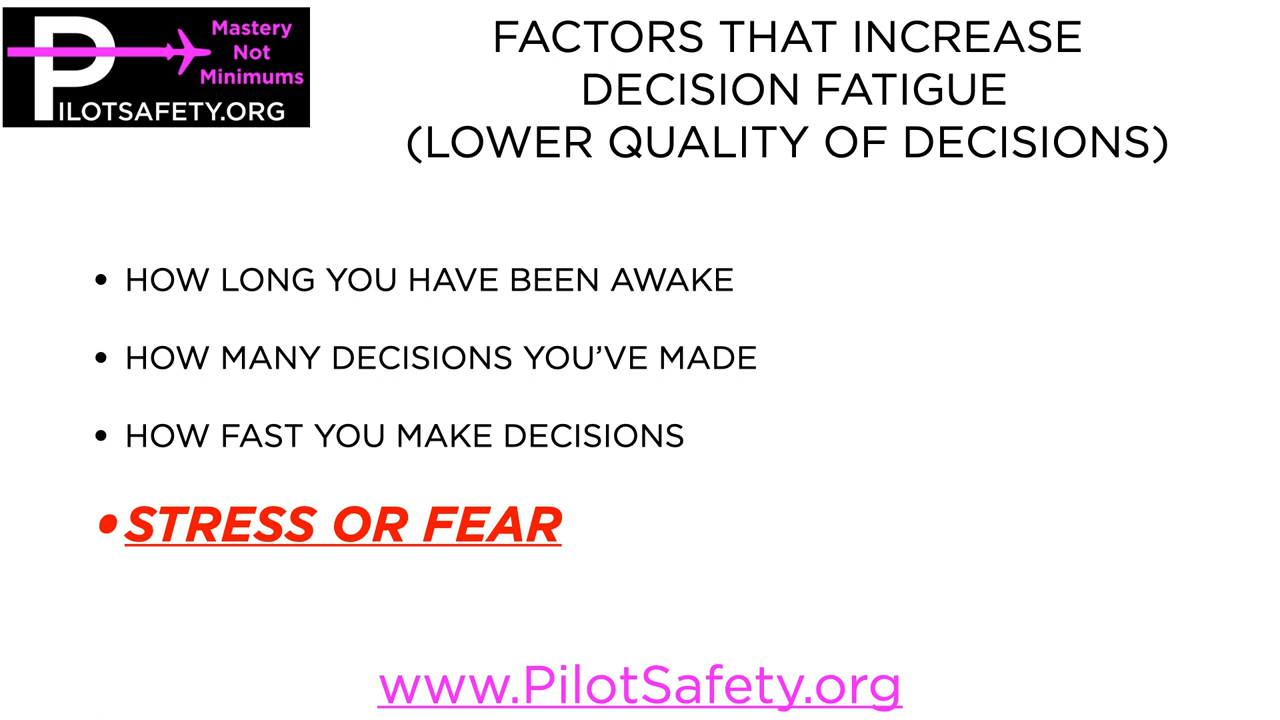 Mastery
Not
Minimums
PILOTSAFETY.ORG
FACTORS THAT INCREASE
DECISION FATIGUE
(LOWER QUALITY OF DECISIONS)
• HOW LONG YOU HAVE BEEN AWAKE
• HOW MANY DECISIONS YOU’VE MADE
• HOW FAST YOU MAKE DECISIONS
• STRESS OR FEAR
www.PilotSafety.org